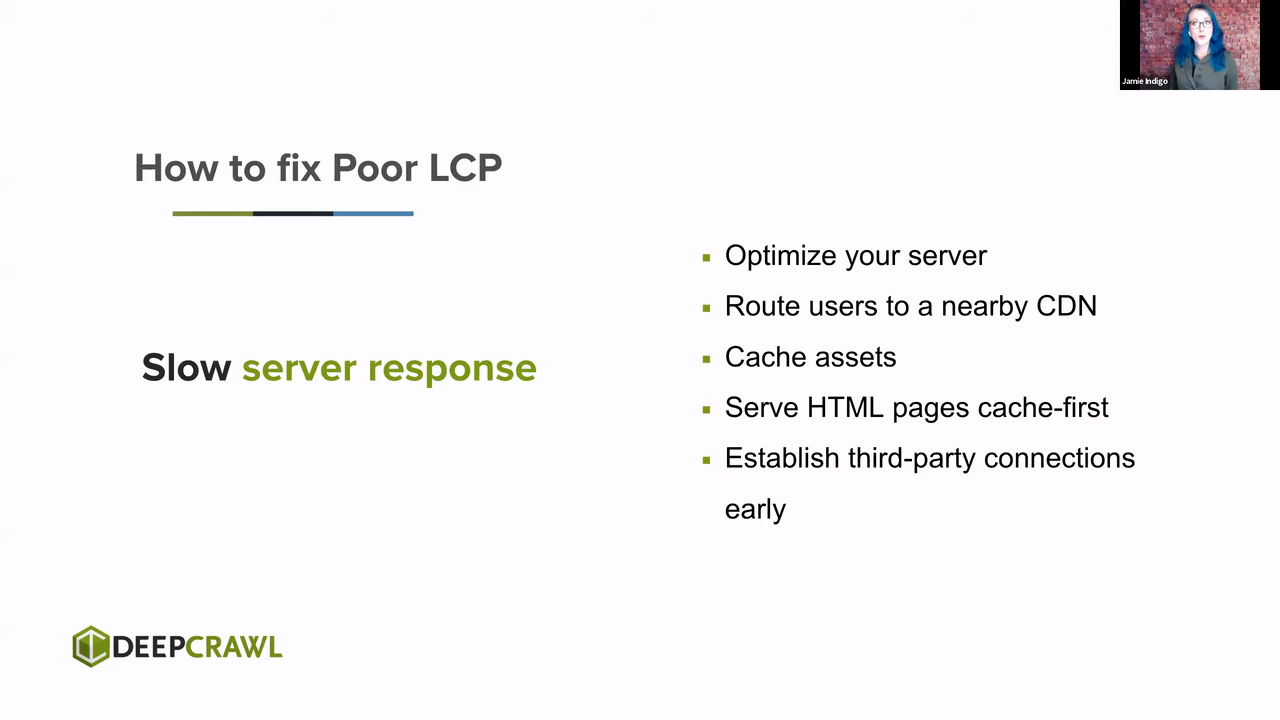 Jamie Indigo
How to fix Poor LCP
Slow server response
Optimize your server
Route users to a nearby CDN
Cache assets
Serve HTML pages cache-first
Establish third-party connections
early
DEEPCRAWL